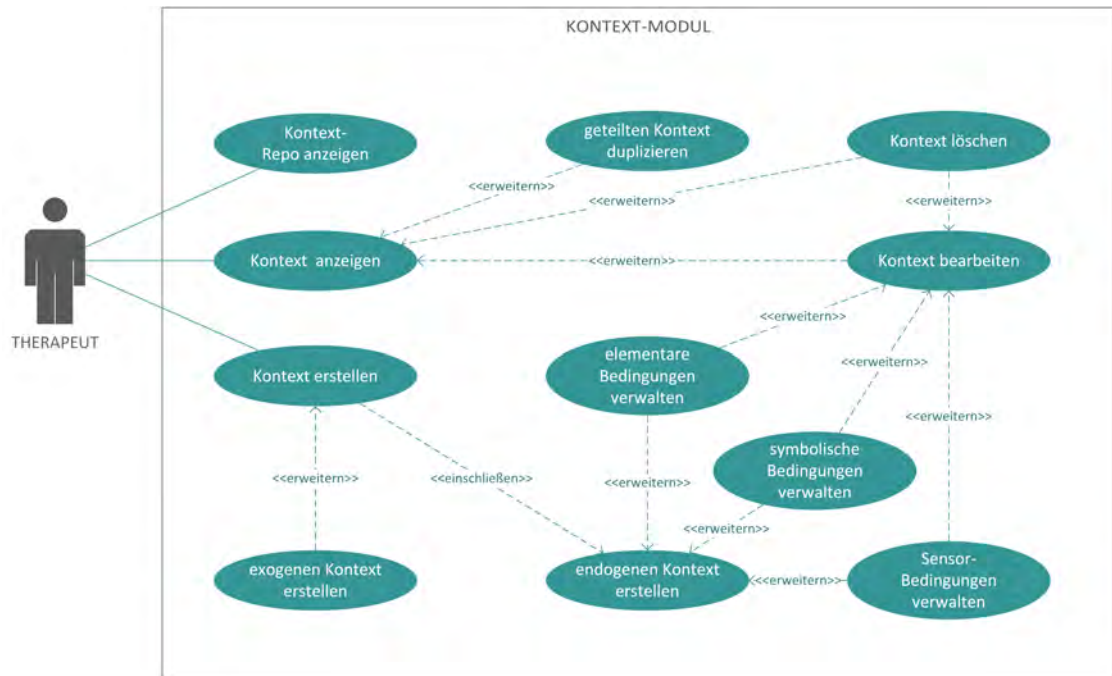 KONTEXT-MODUL
Kontext-
Repo anzeigen
geteilten Kontext
duplizieren
Kontext löschen
<<erweitern>>
<<erweitern>>
<<erweitern>>
Kontext anzeigen
<<erweitern>>
Kontext bearbeiten
THERAPEUT
<<erweitern>>
Kontext erstellen
elementare
Bedingungen
verwalten
<<erweitern>>
<<erweitern>>
symbolische
Bedingungen
verwalten
<<erweitern>>
<<einschließen>>
<<erweitern>>
<<erweitern>>
exogenen Kontext
erstellen
endogenen Kontext
erstellen
<<erweitern>>
Sensor-
Bedingungen
verwalten